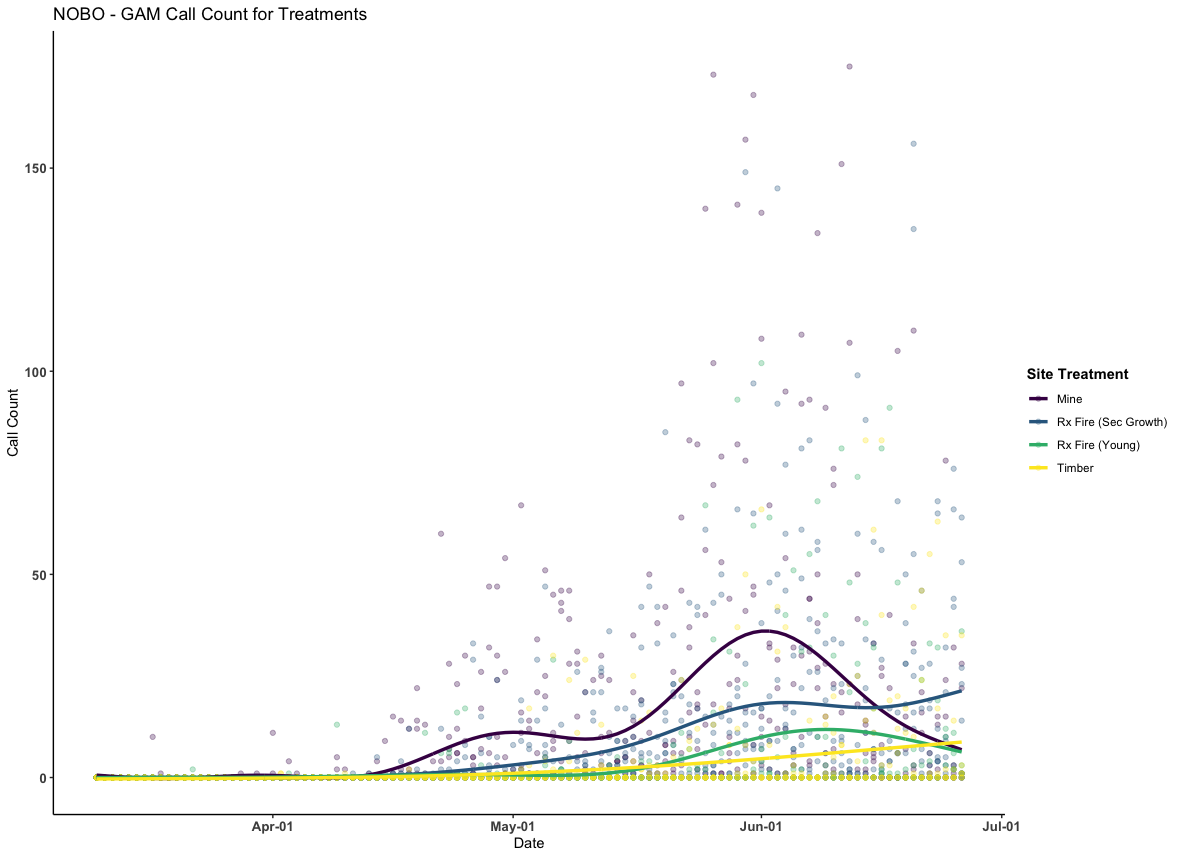 NOBO - GAM Call Count for Treatments
Call Count
150
100
50
0
Apr-01
May-01
Jun-01
Jul-01
Date
Site Treatment
Mine
Rx Fire (Sec Growth)
Rx Fire (Young)
Timber